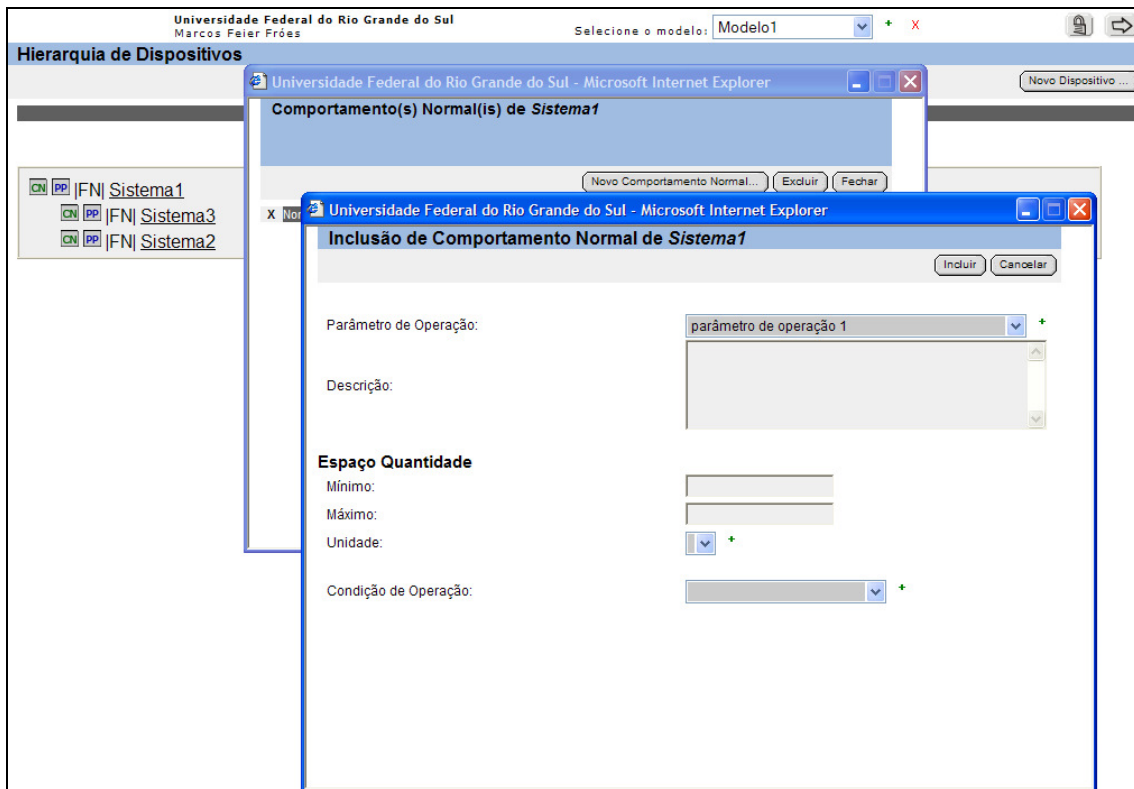 Universidade Federal do Rio Grande do Sul
Marcos Feier Fróes
Selecione o modelo: Modelo1 + X
Hierarquia de Dispositivos
Novo Dispositivo ...
Universidade Federal do Rio Grande do Sul - Microsoft Internet Explorer
Comportamento(s) Normal(is) de Sistema1
Novo Comportamento Normal... Excluir Fechar
CN PP |FN| Sistema1
CN PP |FN| Sistema3
CN PP |FN| Sistema2
X
Universidade Federal do Rio Grande do Sul - Microsoft Internet Explorer
Inclusão de Comportamento Normal de Sistema1
Incluir Cancelar
Parâmetro de Operação: parâmetro de operação 1 +
Descrição:
Espaço Quantidade
Mínimo:
Máximo:
Unidade: +
Condição de Operação: +